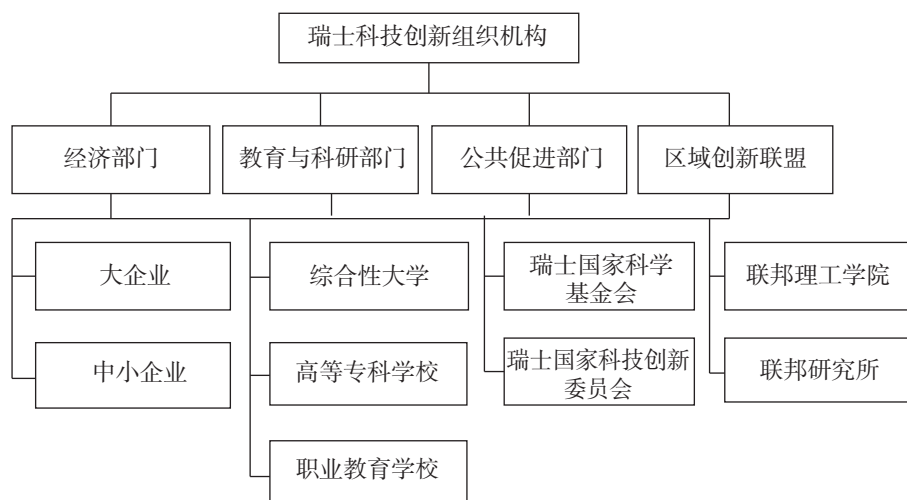 瑞士科技创新组织机构
经济部门
教育与科研部门
公共促进部门
区域创新联盟
大企业
综合性大学
瑞士国家科学
基金会
联邦理工学院
中小企业
高等专科学校
瑞士国家科技创新
委员会
联邦研究所
职业教育学校